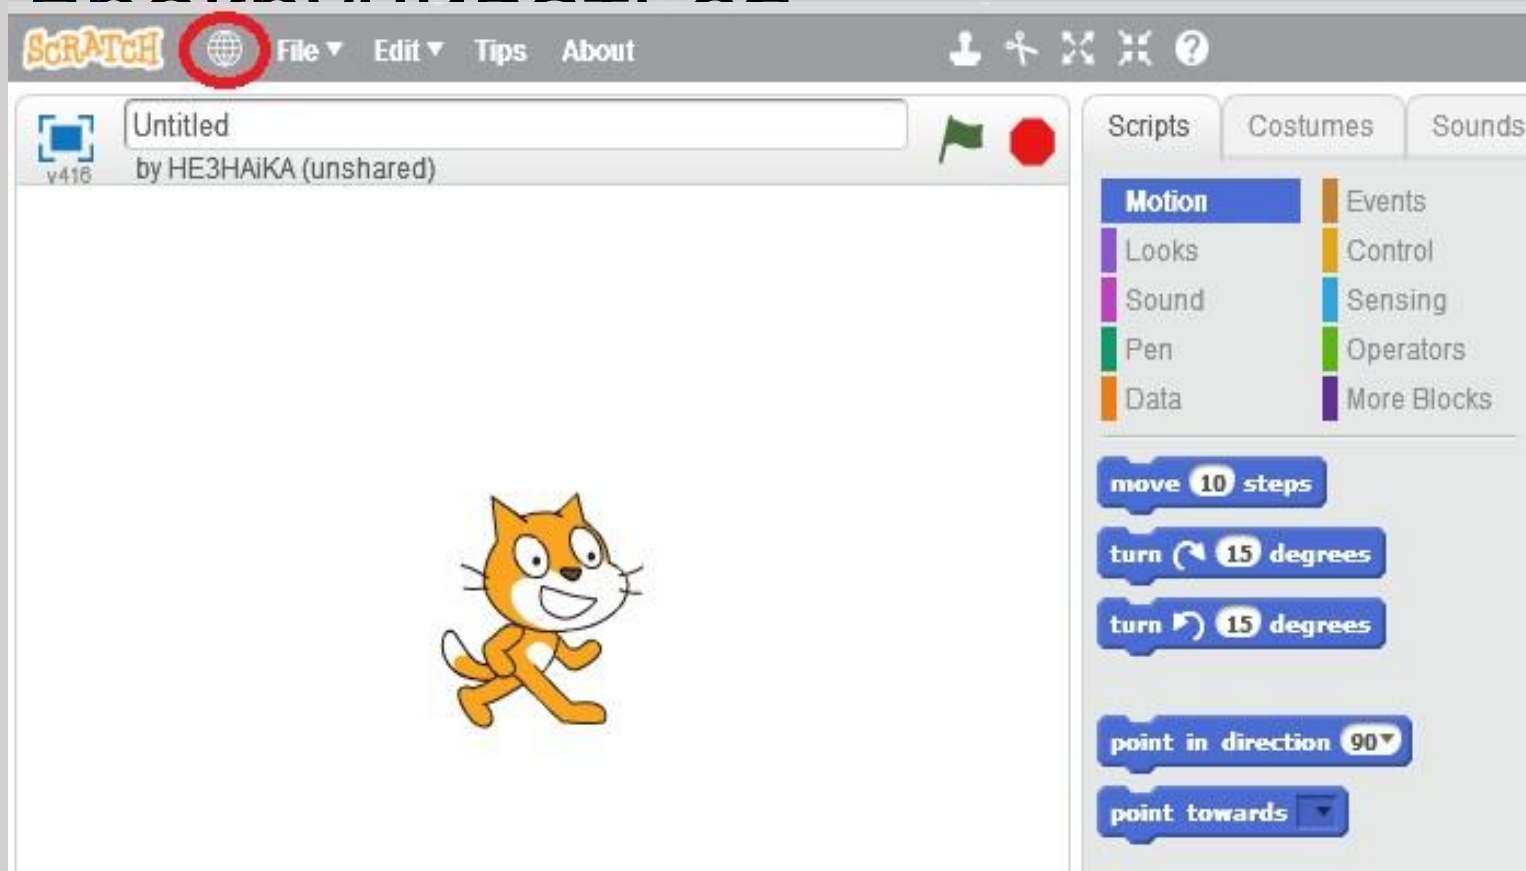 SCRATCH File Edit Tips About
Untitled
v416 by HE3HAiKA (unshared)
Scripts Costumes Sounds
Motion Events
Looks Control
Sound Sensing
Pen Operators
Data More Blocks
move 10 steps
turn 15 degrees
turn 15 degrees
point in direction 90
point towards